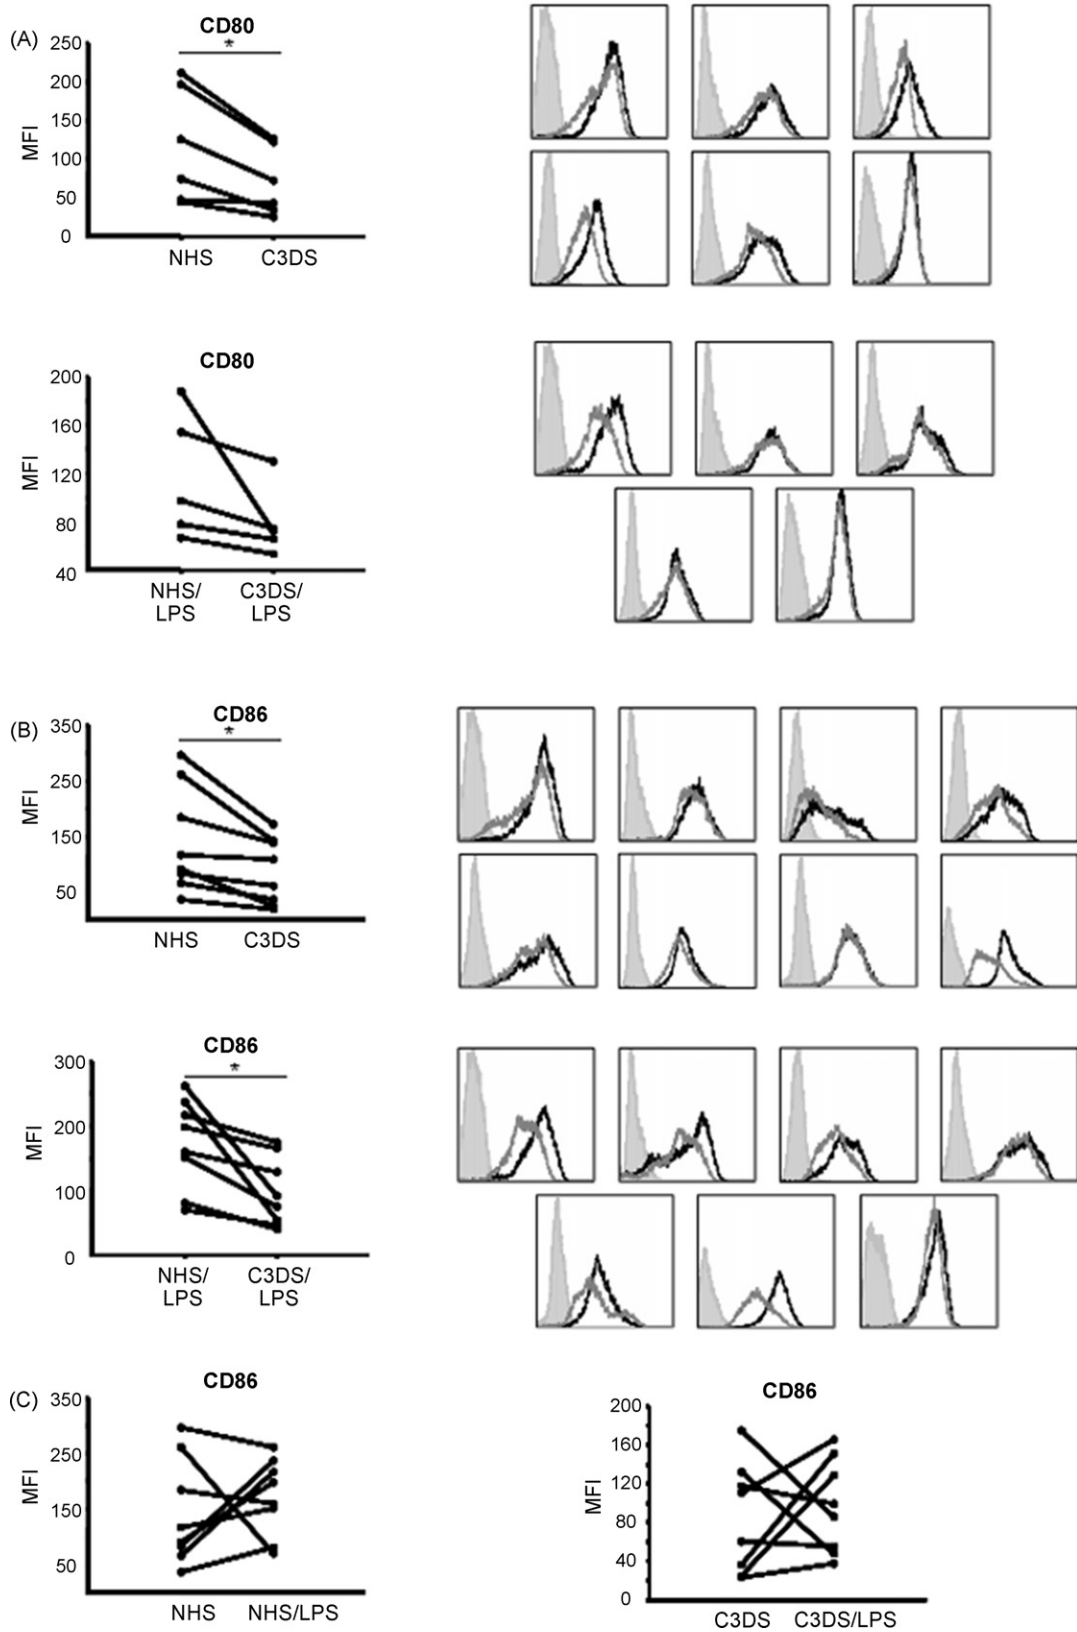 (A)
CD80
*
250
200
150
100
50
0
MFI
NHS C3DS
CD80
200
160
120
80
40
MFI
NHS/ C3DS/
LPS LPS
(B)
CD86
*
350
250
150
50
MFI
NHS C3DS
CD86
*
300
200
100
0
MFI
NHS/ C3DS/
LPS LPS
(C)
CD86
350
250
150
50
MFI
NHS NHS/LPS
CD86
200
160
120
80
40
0
MFI
C3DS C3DS/LPS